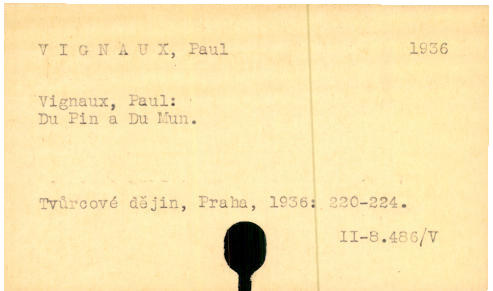 V I G N A U X, Paul 1936
Vignaux, Paul:
Du Pin a Du Mun.
Tvůrcové dějin, Praha, 1936: 220-224.
II-8.486/V